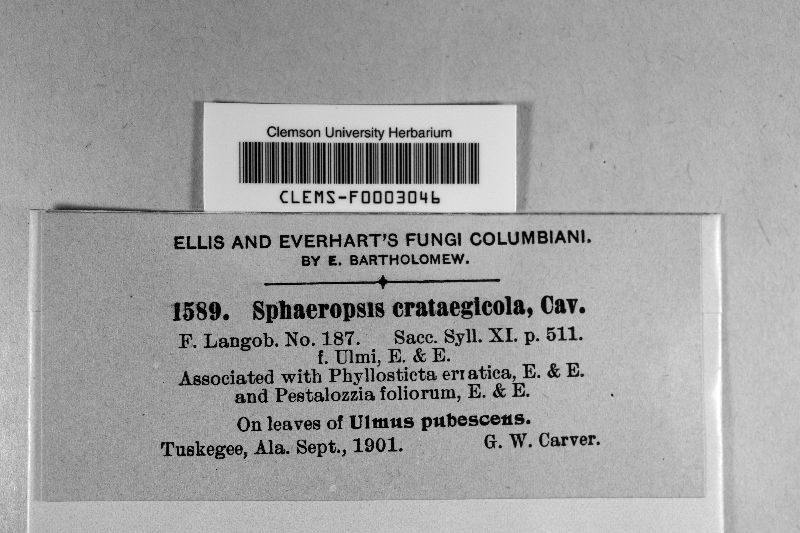 Clemson University Herbarium
CLEMS-F0003046
ELLIS AND EVERHART'S FUNGI COLUMBIANI.
BY E. BARTHOLOMEW.
1589. Sphaeropsis crataegicola, Cav.
F. Langob. No. 187. Sacc. Syll. XI. p. 511.
f. Ulmi, E. & E.
Associated with Phyllosticta erratica, E. & E.
and Pestalozzia foliorum, E. & E.
On leaves of Ulmus pubescens.
Tuskegee, Ala. Sept., 1901. G. W. Carver.